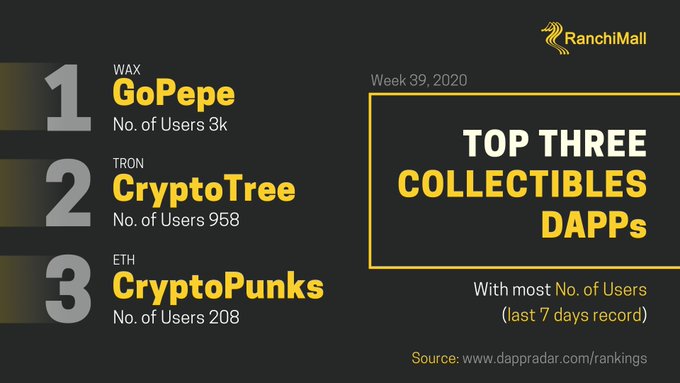 RanchiMall
Week 39, 2020
TOP THREE
COLLECTIBLES
DAPPs
With most No. of Users
(last 7 days record)
1
WAX
GoPepe
No. of Users 3k
2
TRON
CryptoTree
No. of Users 958
3
ETH
CryptoPunks
No. of Users 208
Source: www.dappradar.com/rankings